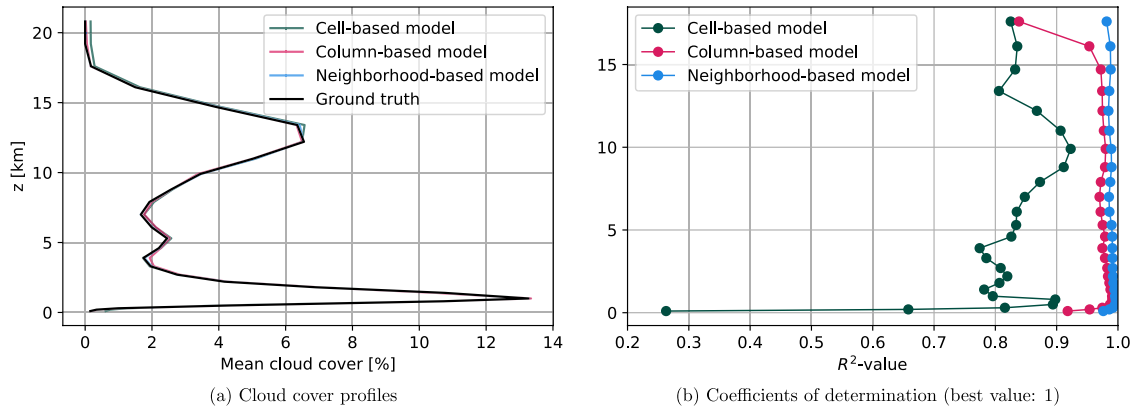 20
15
10
5
0
z [km]
0
2
4
6
8
10
12
14
Mean cloud cover [%]
Cell-based model
Column-based model
Neighborhood-based model
Ground truth
(a) Cloud cover profiles
15
10
5
0
0.2
0.3
0.4
0.5
0.6
0.7
0.8
0.9
1.0
R²-value
Cell-based model
Column-based model
Neighborhood-based model
(b) Coefficients of determination (best value: 1)